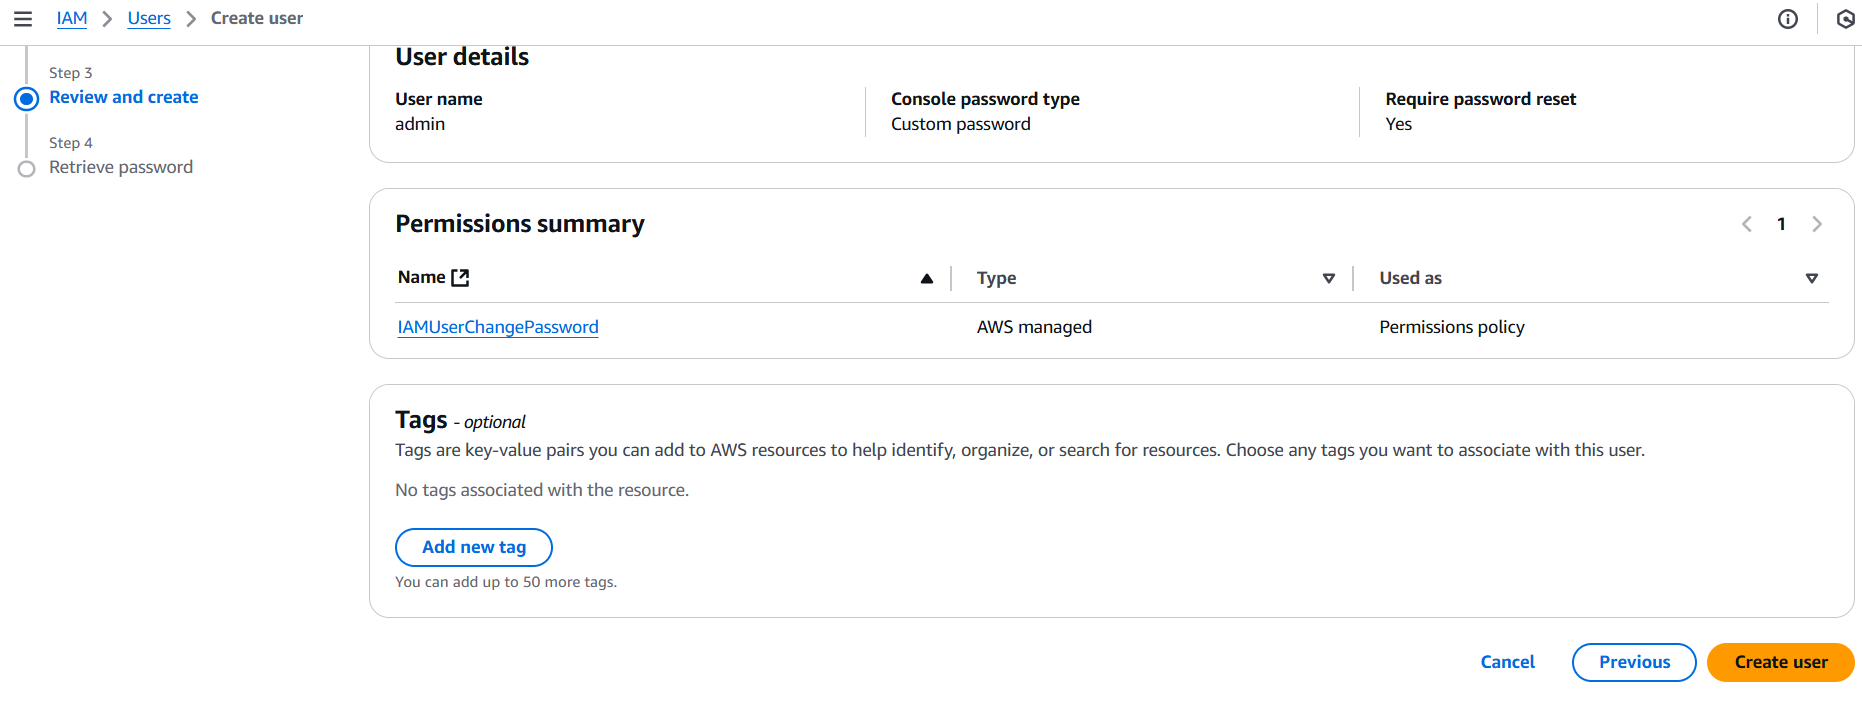 IAM > Users > Create user
Step 3
Review and create
Step 4
Retrieve password
User details
User name
admin
Console password type
Custom password
Require password reset
Yes
Permissions summary
1
Name Type Used as
IAMUserChangePassword AWS managed Permissions policy
Tags - optional
Tags are key-value pairs you can add to AWS resources to help identify, organize, or search for resources. Choose any tags you want to associate with this user.
No tags associated with the resource.
Add new tag
You can add up to 50 more tags.
Cancel Previous Create user